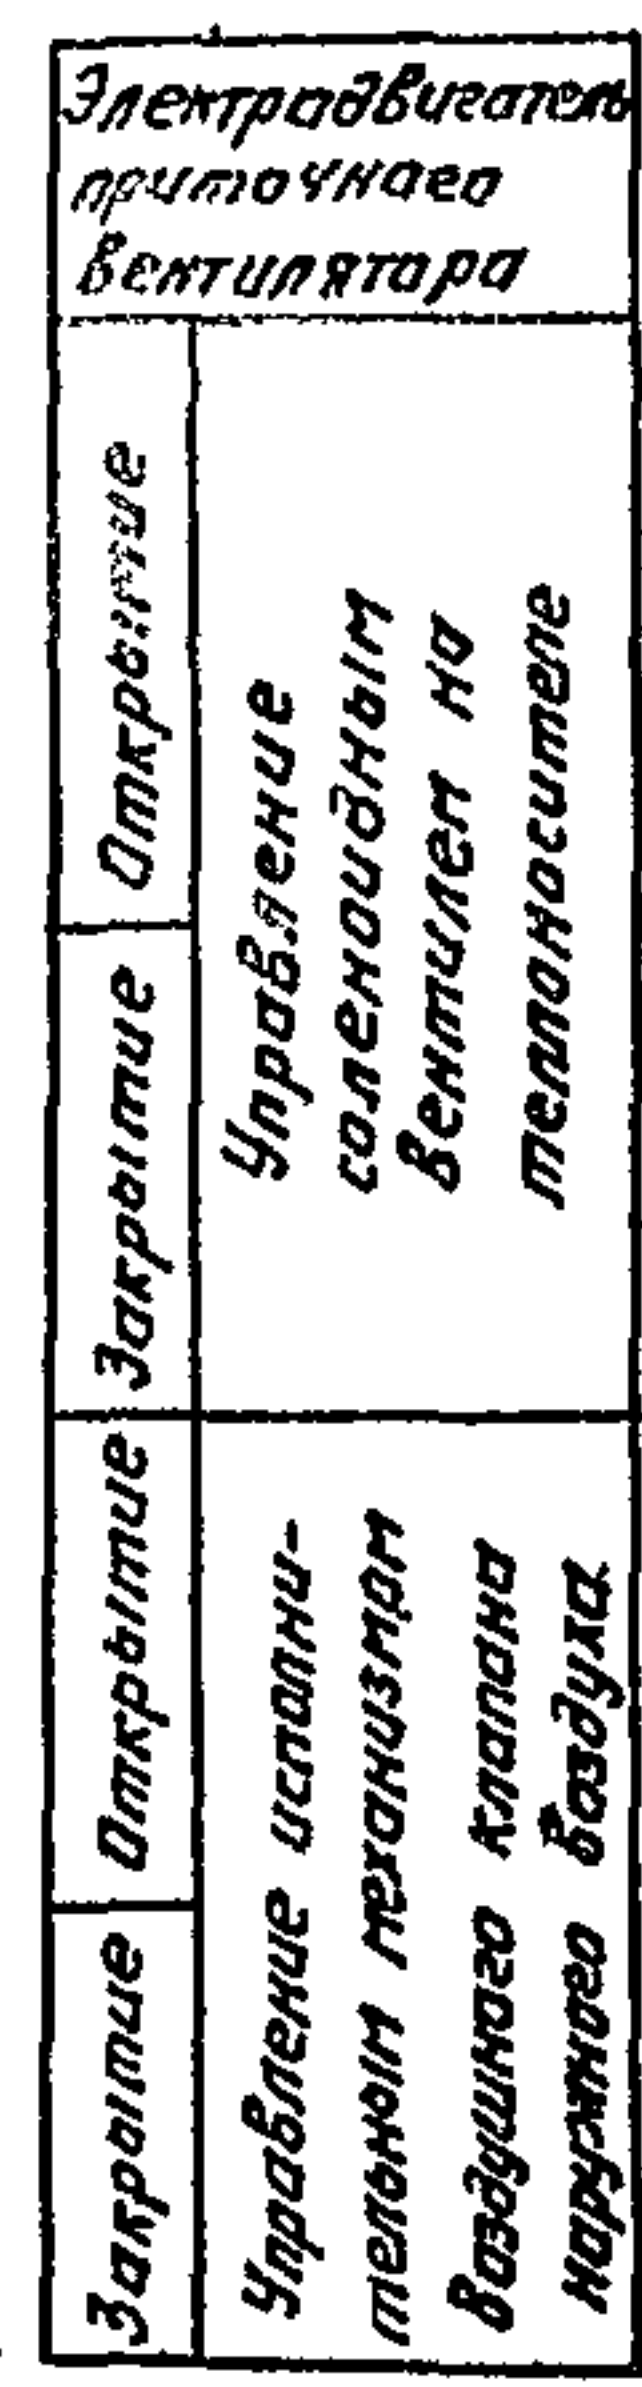 Электродвигатель
приточного
вентилятора
Открытие
Управление
соленоидным
вентилем на
теплоносителе
Закрытие
Открытие
Управление исполни-
тельным механизмом
воздушного клапана
наружного воздуха
Закрытие